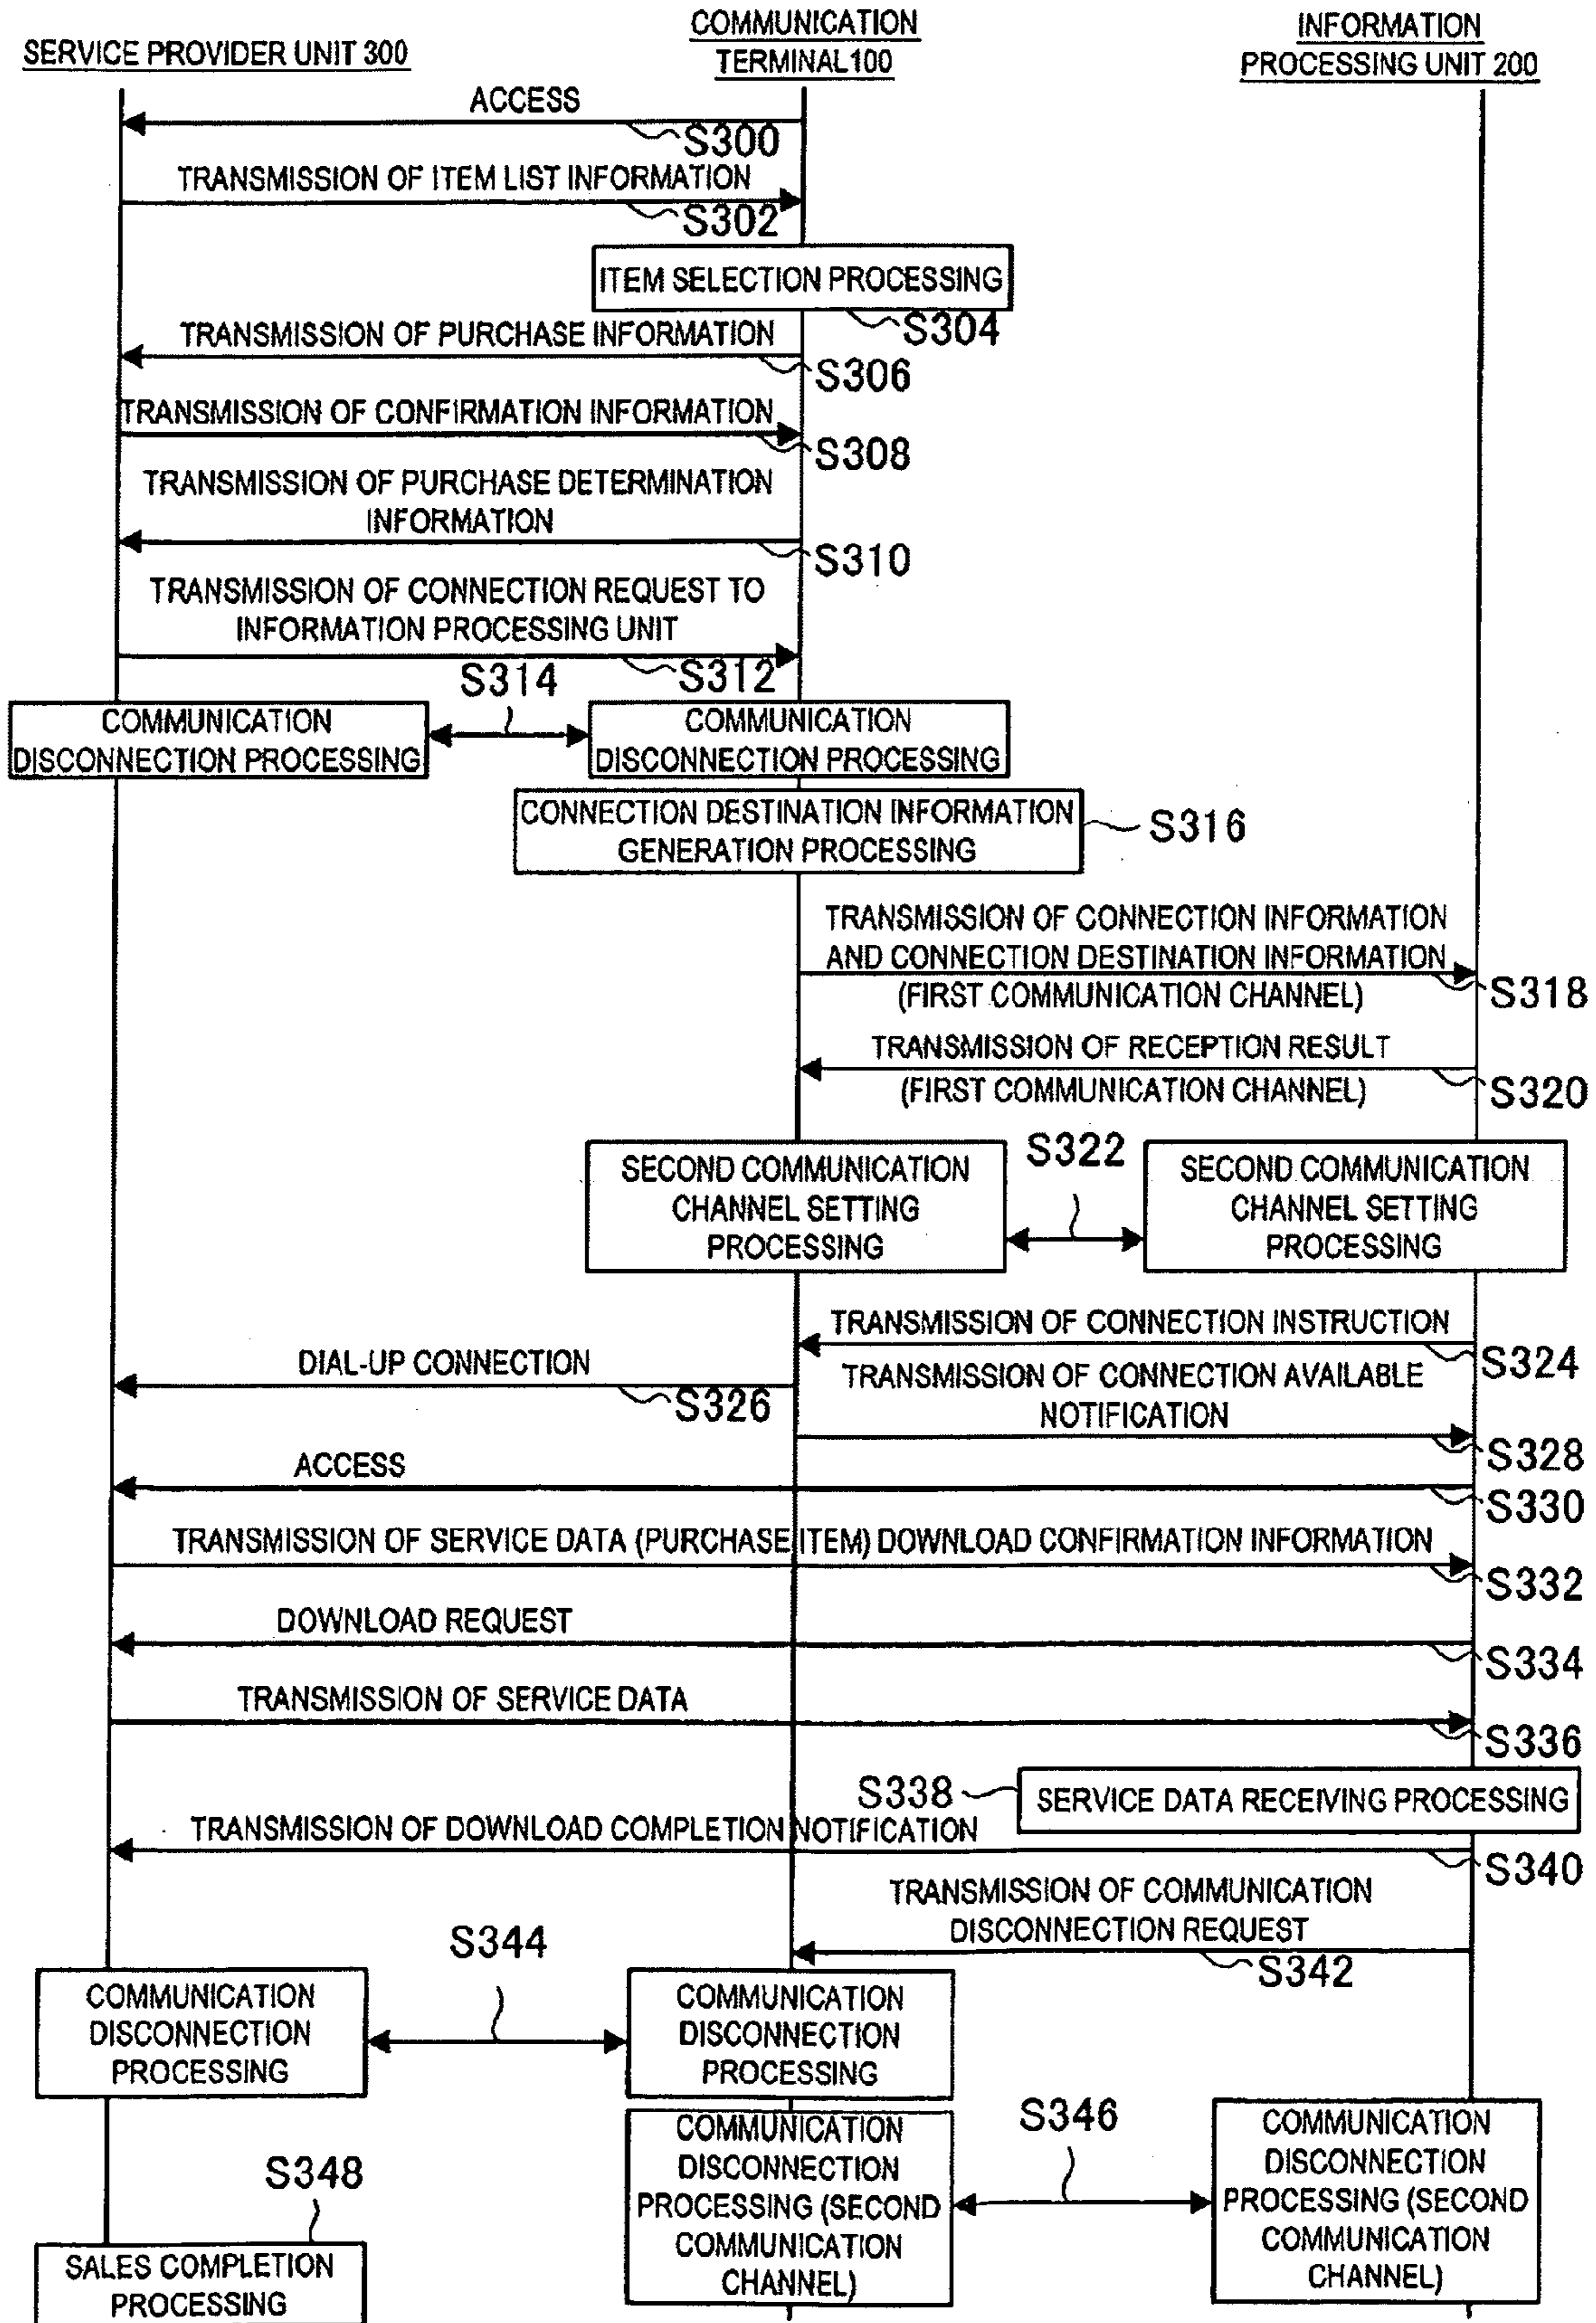 SERVICE PROVIDER UNIT 300
COMMUNICATION
TERMINAL100
INFORMATION
PROCESSING UNIT 200
ACCESS
S300
TRANSMISSION OF ITEM LIST INFORMATION
S302
ITEM SELECTION PROCESSING
S304
TRANSMISSION OF PURCHASE INFORMATION
S306
TRANSMISSION OF CONFIRMATION INFORMATION
S308
TRANSMISSION OF PURCHASE DETERMINATION
INFORMATION
S310
TRANSMISSION OF CONNECTION REQUEST TO
INFORMATION PROCESSING UNIT
S312
S314
COMMUNICATION
DISCONNECTION PROCESSING
COMMUNICATION
DISCONNECTION PROCESSING
CONNECTION DESTINATION INFORMATION
GENERATION PROCESSING
S316
TRANSMISSION OF CONNECTION INFORMATION
AND CONNECTION DESTINATION INFORMATION
(FIRST COMMUNICATION CHANNEL)
S318
TRANSMISSION OF RECEPTION RESULT
(FIRST COMMUNICATION CHANNEL)
S320
SECOND COMMUNICATION
CHANNEL SETTING
PROCESSING
S322
SECOND COMMUNICATION
CHANNEL SETTING
PROCESSING
TRANSMISSION OF CONNECTION INSTRUCTION
S324
DIAL-UP CONNECTION
S326
TRANSMISSION OF CONNECTION AVAILABLE
NOTIFICATION
S328
ACCESS
S330
TRANSMISSION OF SERVICE DATA (PURCHASE ITEM) DOWNLOAD CONFIRMATION INFORMATION
S332
DOWNLOAD REQUEST
S334
TRANSMISSION OF SERVICE DATA
S336
S338
SERVICE DATA RECEIVING PROCESSING
TRANSMISSION OF DOWNLOAD COMPLETION NOTIFICATION
S340
TRANSMISSION OF COMMUNICATION
DISCONNECTION REQUEST
S342
S344
COMMUNICATION
DISCONNECTION
PROCESSING
COMMUNICATION
DISCONNECTION
PROCESSING
COMMUNICATION
DISCONNECTION
PROCESSING (SECOND
COMMUNICATION
CHANNEL)
S346
COMMUNICATION
DISCONNECTION
PROCESSING (SECOND
COMMUNICATION
CHANNEL)
S348
SALES COMPLETION
PROCESSING